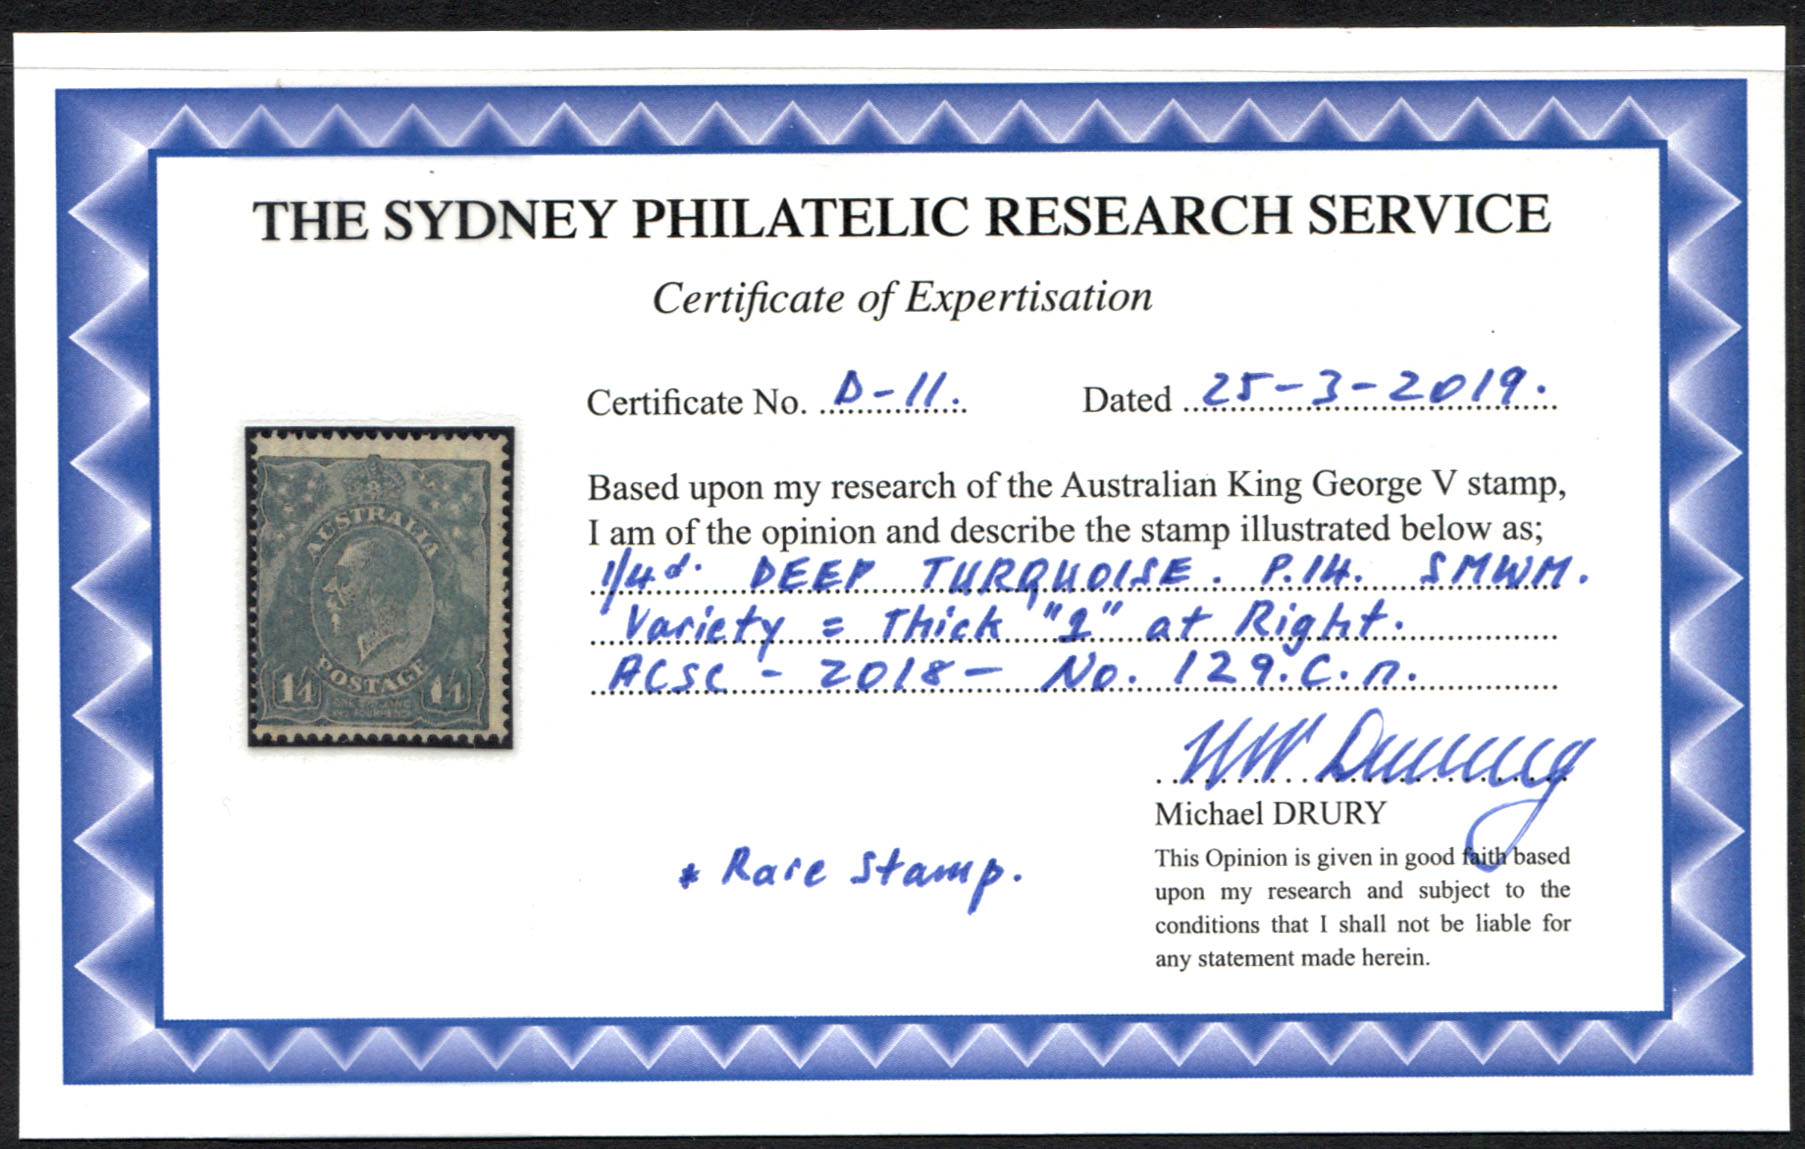 THE SYDNEY PHILATELIC RESEARCH SERVICE
Certificate of Expertisation
Certificate No. D-11.
Dated 25-3-2019.
Based upon my research of the Australian King George V stamp,
I am of the opinion and describe the stamp illustrated below as;
1/4d. DEEP TURQUOISE. P.14. SMWM.
Variety = Thick "1" at Right.
ACSC - 2018 - No. 129.C.n.
AUSTRALIA
POSTAGE
1/4 1/4
Michael DRURY
This Opinion is given in good faith based
upon my research and subject to the
conditions that I shall not be liable for
any statement made herein.
* Rare Stamp.